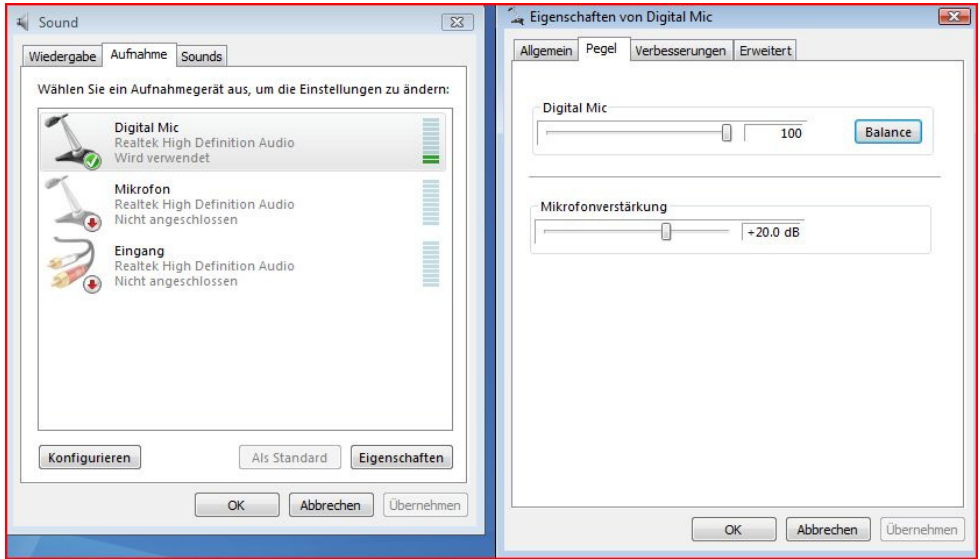 Sound
Wiedergabe Aufnahme Sounds
Wählen Sie ein Aufnahmegerät aus, um die Einstellungen zu ändern:
Digital Mic
Realtek High Definition Audio
Wird verwendet
Mikrofon
Realtek High Definition Audio
Nicht angeschlossen
Eingang
Realtek High Definition Audio
Nicht angeschlossen
Konfigurieren Als Standard Eigenschaften
OK Abbrechen Übernehmen
Eigenschaften von Digital Mic
Allgemein Pegel Verbesserungen Erweitert
Digital Mic
100 Balance
Mikrofonverstärkung
+20.0 dB
OK Abbrechen Übernehmen